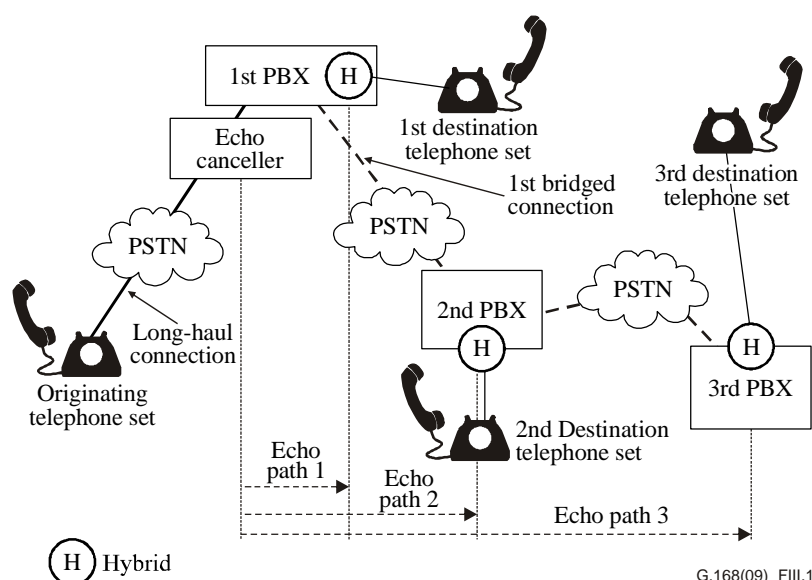 1st PBX
H
1st destination
telephone set
Echo
canceller
1st bridged
connection
3rd destination
telephone set
PSTN
PSTN
PSTN
2nd PBX
H
H
3rd PBX
Long-haul
connection
Originating
telephone set
2nd Destination
telephone set
Echo
path 1
Echo
path 2
Echo path 3
H Hybrid
G.168(09)_FIII.1